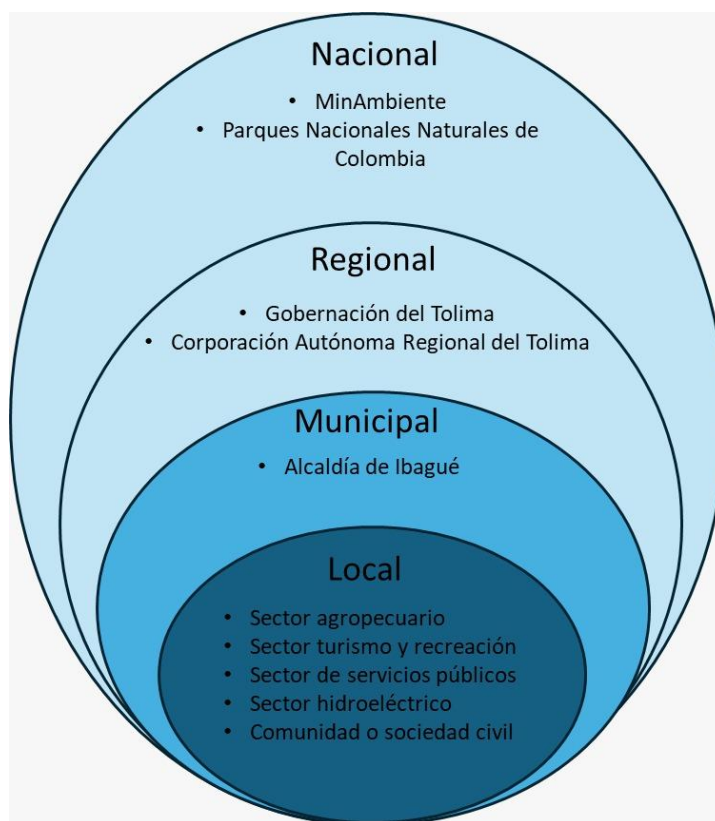 Nacional
• MinAmbiente
• Parques Nacionales Naturales de
Colombia
Regional
• Gobernación del Tolima
• Corporación Autónoma Regional del Tolima
Municipal
• Alcaldía de Ibagué
Local
• Sector agropecuario
• Sector turismo y recreación
• Sector de servicios públicos
• Sector hidroeléctrico
• Comunidad o sociedad civil